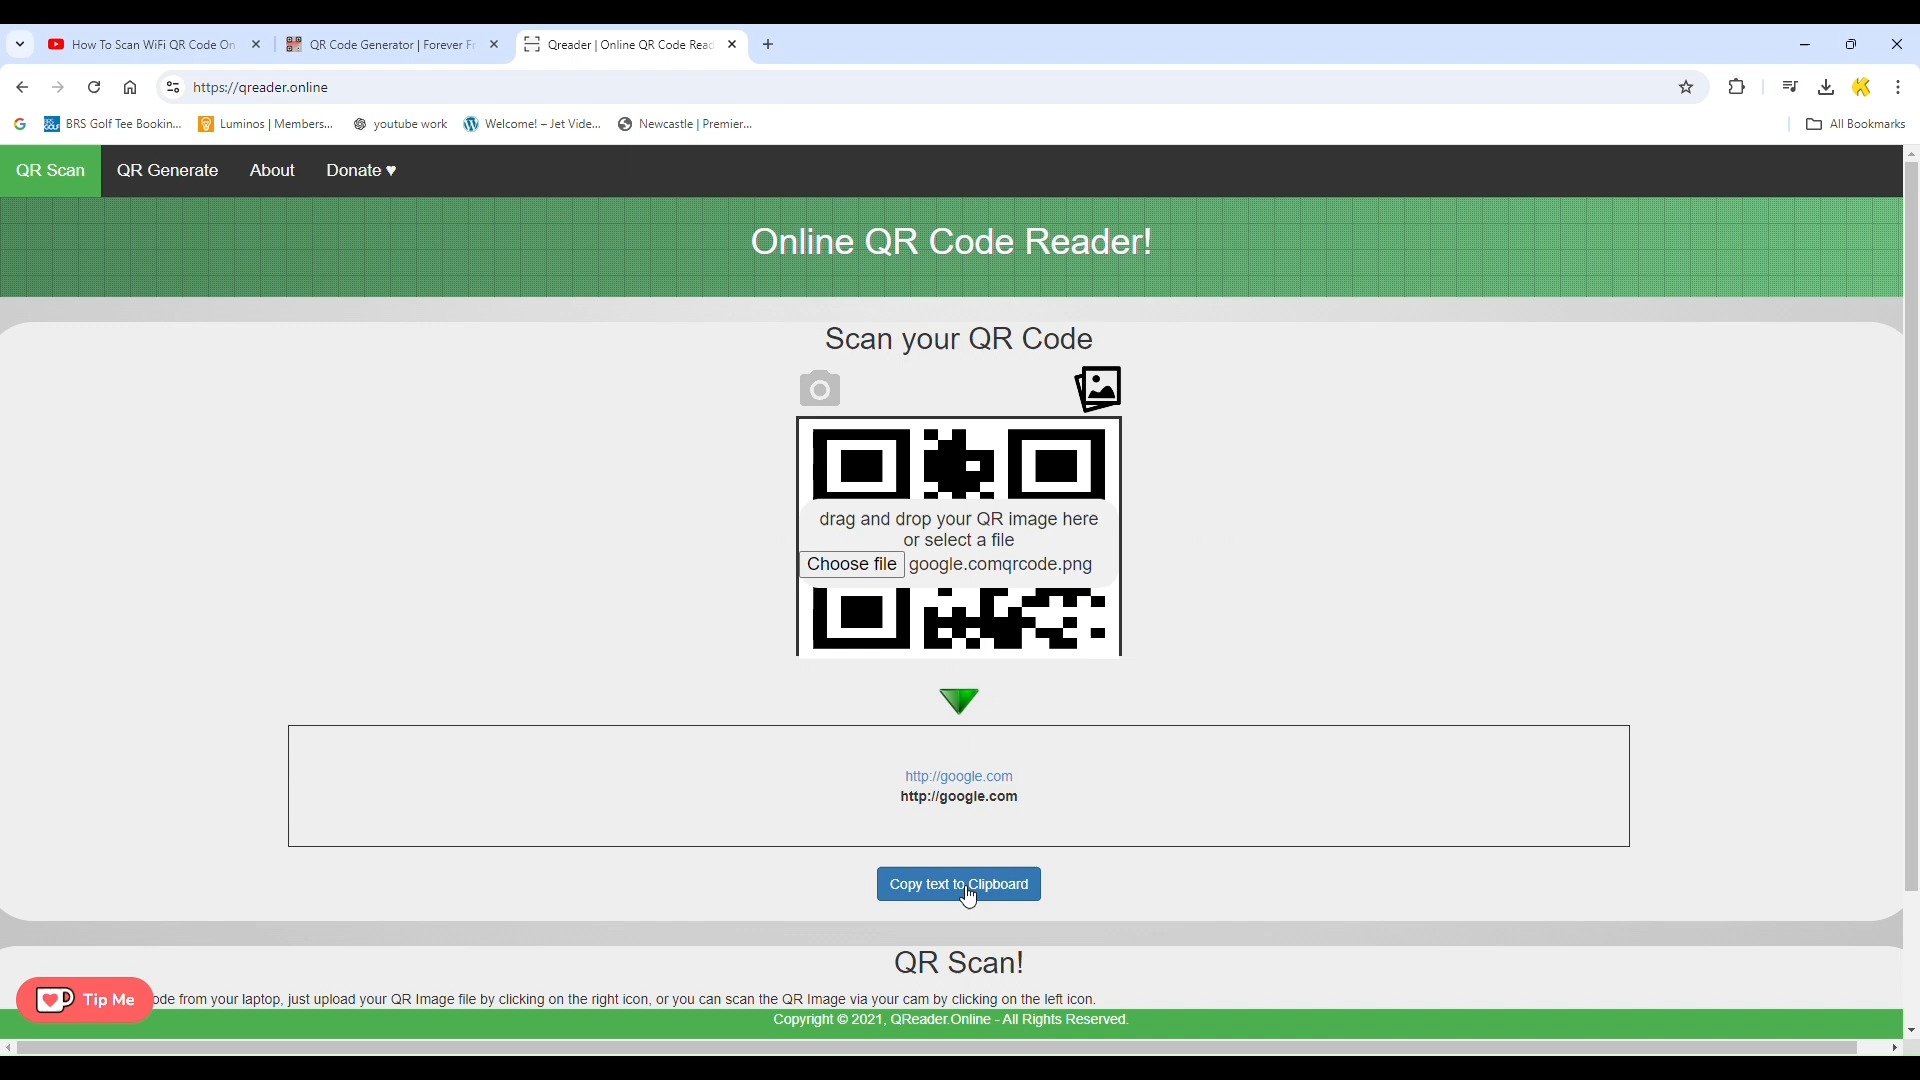 How To Scan WiFi QR Code On
QR Code Generator | Forever Fr
Qreader | Online QR Code Read
https://qreader.online
BRS Golf Tee Bookin...
Luminos | Members...
youtube work
Welcome! – Jet Vide...
Newcastle | Premier...
All Bookmarks
QR Scan
QR Generate
About
Donate ♥
Online QR Code Reader!
Scan your QR Code
drag and drop your QR image here
or select a file
Choose file google.comqrcode.png
http://google.com
http://google.com
Copy text to Clipboard
QR Scan!
Tip Me
ode from your laptop, just upload your QR Image file by clicking on the right icon, or you can scan the QR Image via your cam by clicking on the left icon.
Copyright © 2021, QReader.Online - All Rights Reserved.